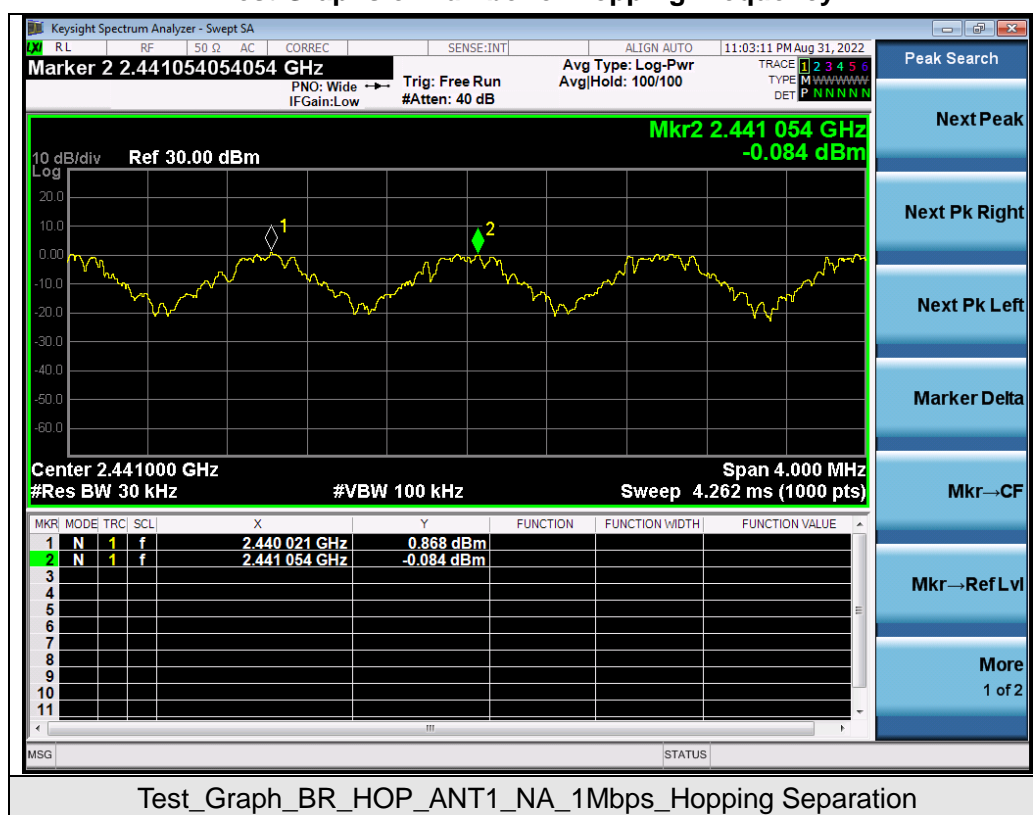 Keysight Spectrum Analyzer - Swept SA
LXI RL RF 50 Ω AC CORREC SENSE:INT ALIGN AUTO 11:03:11 PM Aug 31, 2022
Marker 2 2.441054054054 GHz
PNO: Wide
IFGain:Low
Trig: Free Run
#Atten: 40 dB
Avg Type: Log-Pwr
Avg|Hold: 100/100
TRACE 1 2 3 4 5 6
TYPE M WWWWW
DET P N N N N N
Peak Search
Next Peak
Next Pk Right
Next Pk Left
Marker Delta
Mkr→CF
Mkr→Ref Lvl
More
1 of 2
Mkr2 2.441 054 GHz
-0.084 dBm
10 dB/div Ref 30.00 dBm
Log
20.0
10.0
0.00
-10.0
-20.0
-30.0
-40.0
-50.0
-60.0
1
2
Center 2.441000 GHz Span 4.000 MHz
#Res BW 30 kHz #VBW 100 kHz Sweep 4.262 ms (1000 pts)
MKR MODE TRC SCL X Y FUNCTION FUNCTION WIDTH FUNCTION VALUE
1 N 1 f 2.440 021 GHz 0.868 dBm
2 N 1 f 2.441 054 GHz -0.084 dBm
3
4
5
6
7
8
9
10
11
MSG STATUS
Test_Graph_BR_HOP_ANT1_NA_1Mbps_Hopping Separation